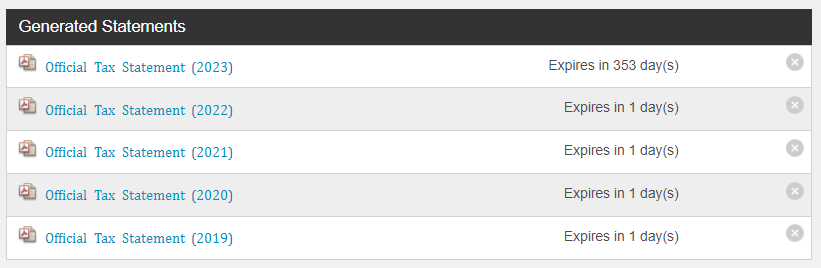 Generated Statements
Official Tax Statement (2023) Expires in 353 day(s)
Official Tax Statement (2022) Expires in 1 day(s)
Official Tax Statement (2021) Expires in 1 day(s)
Official Tax Statement (2020) Expires in 1 day(s)
Official Tax Statement (2019) Expires in 1 day(s)